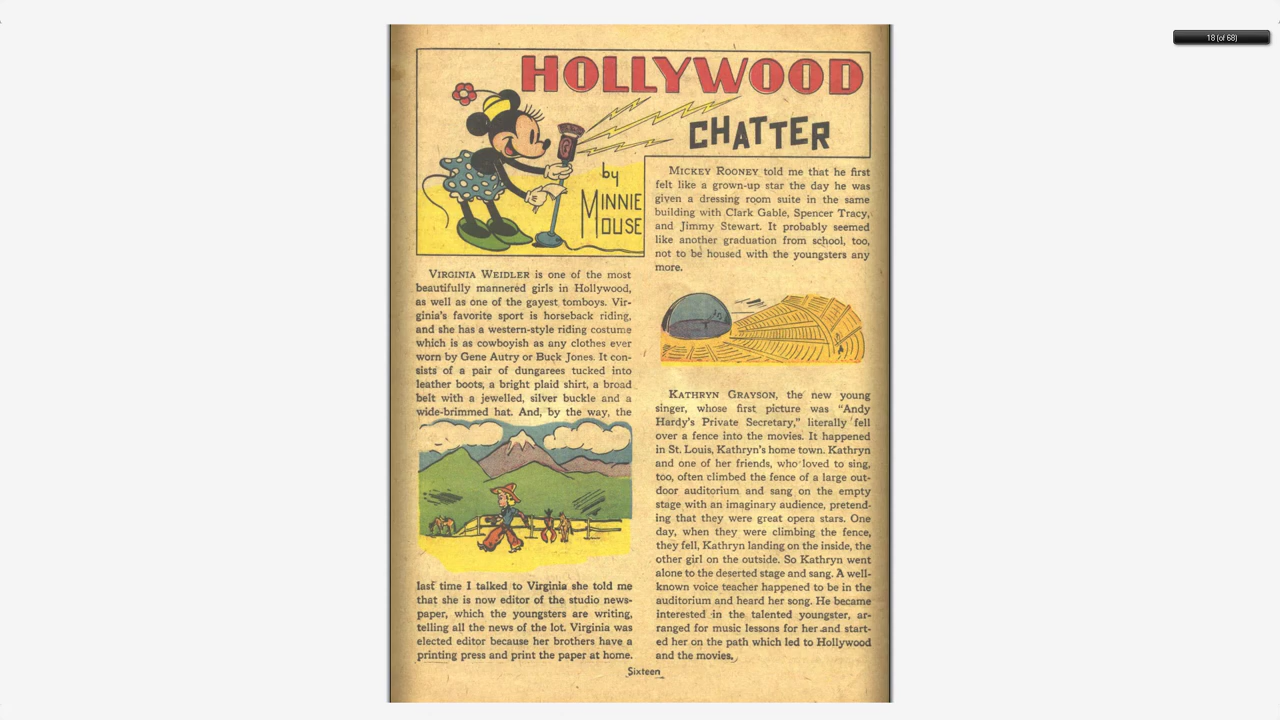 18 (of 68)
HOLLYWOOD
CHATTER
by
MINNIE
MOUSE
VIRGINIA WEIDLER is one of the most
beautifully mannered girls in Hollywood,
as well as one of the gayest tomboys. Vir-
ginia's favorite sport is horseback riding,
and she has a western-style riding costume
which is as cowboyish as any clothes ever
worn by Gene Autry or Buck Jones. It con-
sists of a pair of dungarees tucked into
leather boots, a bright plaid shirt, a broad
belt with a jewelled, silver buckle and a
wide-brimmed hat. And, by the way, the
last time I talked to Virginia she told me
that she is now editor of the studio news-
paper, which the youngsters are writing,
telling all the news of the lot. Virginia was
elected editor because her brothers have a
printing press and print the paper at home.
MICKEY ROONEY told me that he first
felt like a grown-up star the day he was
given a dressing room suite in the same
building with Clark Gable, Spencer Tracy,
and Jimmy Stewart. It probably seemed
like another graduation from school, too,
not to be housed with the youngsters any
more.
KATHRYN GRAYSON, the new young
singer, whose first picture was "Andy
Hardy's Private Secretary," literally fell
over a fence into the movies. It happened
in St. Louis, Kathryn's home town. Kathryn
and one of her friends, who loved to sing,
too, often climbed the fence of a large out-
door auditorium and sang on the empty
stage with an imaginary audience, pretend-
ing that they were great opera stars. One
day, when they were climbing the fence,
they fell, Kathryn landing on the inside, the
other girl on the outside. So Kathryn went
alone to the deserted stage and sang. A well-
known voice teacher happened to be in the
auditorium and heard her song. He became
interested in the talented youngster, ar-
ranged for music lessons for her and start-
ed her on the path which led to Hollywood
and the movies.
Sixteen